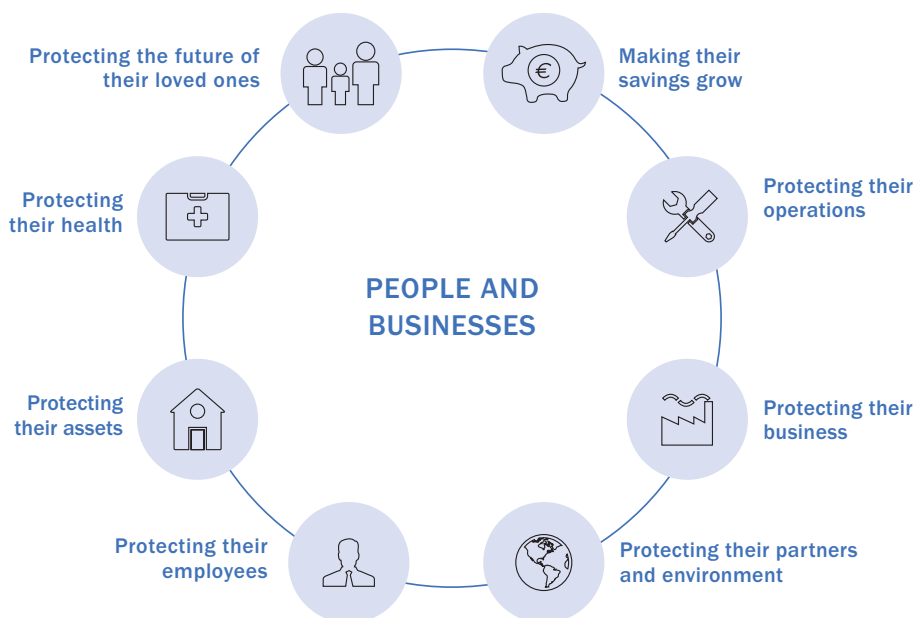 Protecting the future of
their loved ones
Making their
savings grow
€
Protecting
their health
Protecting their
operations
PEOPLE AND
BUSINESSES
Protecting
their assets
Protecting their
business
Protecting their
employees
Protecting their partners
and environment